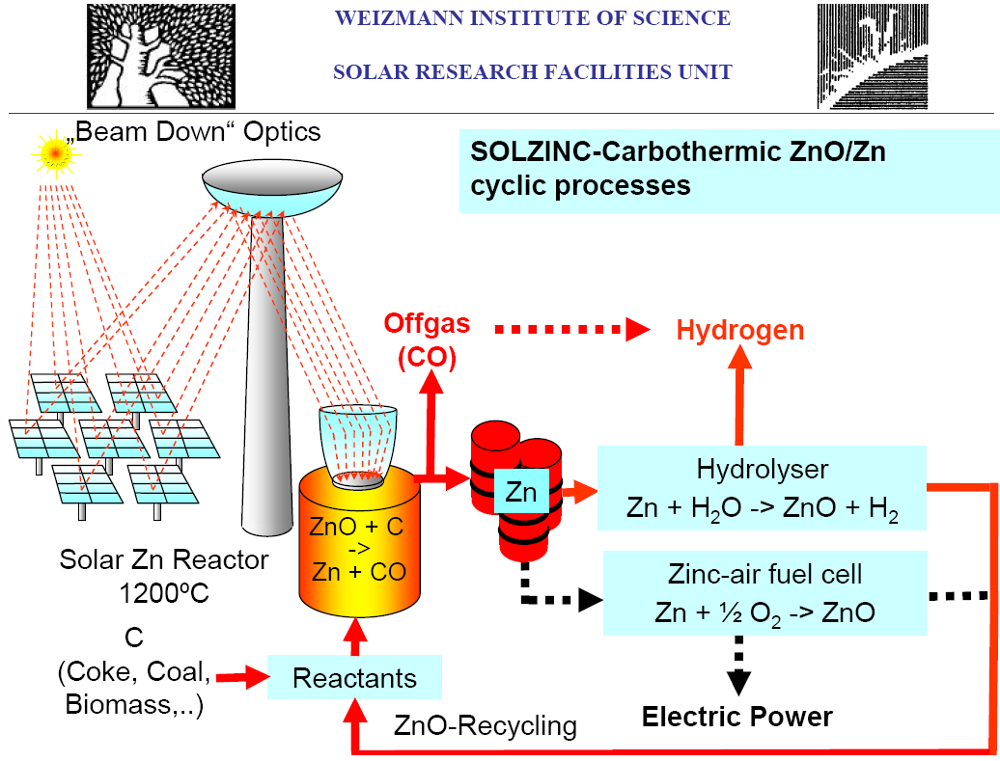 WEIZMANN INSTITUTE OF SCIENCE
SOLAR RESEARCH FACILITIES UNIT
„Beam Down“ Optics
SOLZINC-Carbothermic ZnO/Zn
cyclic processes
Offgas
(CO)
Hydrogen
Zn
Hydrolyser
Zn + H₂O -> ZnO + H₂
ZnO + C
->
Zn + CO
Solar Zn Reactor
1200ºC
Zinc-air fuel cell
Zn + ½ O₂ -> ZnO
C
(Coke, Coal,
Biomass,..)
Reactants
ZnO-Recycling
Electric Power